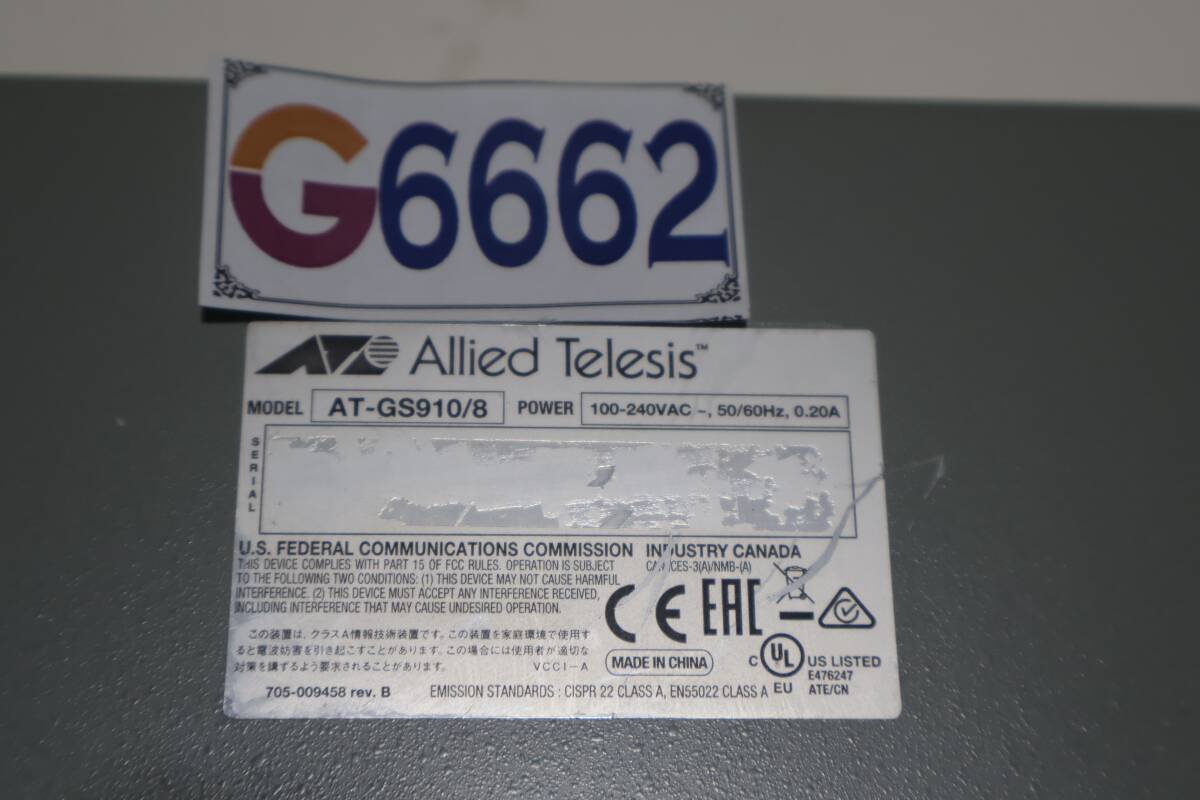 G6662
Allied Telesis™
MODEL AT-GS910/8 POWER 100-240VAC ~, 50/60Hz, 0.20A
SERIAL
U.S. FEDERAL COMMUNICATIONS COMMISSION INDUSTRY CANADA
THIS DEVICE COMPLIES WITH PART 15 OF FCC RULES. OPERATION IS SUBJECT
TO THE FOLLOWING TWO CONDITIONS: (1) THIS DEVICE MAY NOT CAUSE HARMFUL
INTERFERENCE. (2) THIS DEVICE MUST ACCEPT ANY INTERFERENCE RECEIVED,
INCLUDING INTERFERENCE THAT MAY CAUSE UNDESIRED OPERATION.
CAN ICES-3(A)/NMB-(A)
CE EAC
この装置は、クラスA情報技術装置です。この装置を家庭環境で使用す
ると電波妨害を引き起こすことがあります。この場合には使用者が適切な
対策を講ずるよう要求されることがあります。 VCCI-A
MADE IN CHINA
C UL US LISTED
E476247
EU ATE/CN
705-009458 rev. B EMISSION STANDARDS : CISPR 22 CLASS A, EN55022 CLASS A